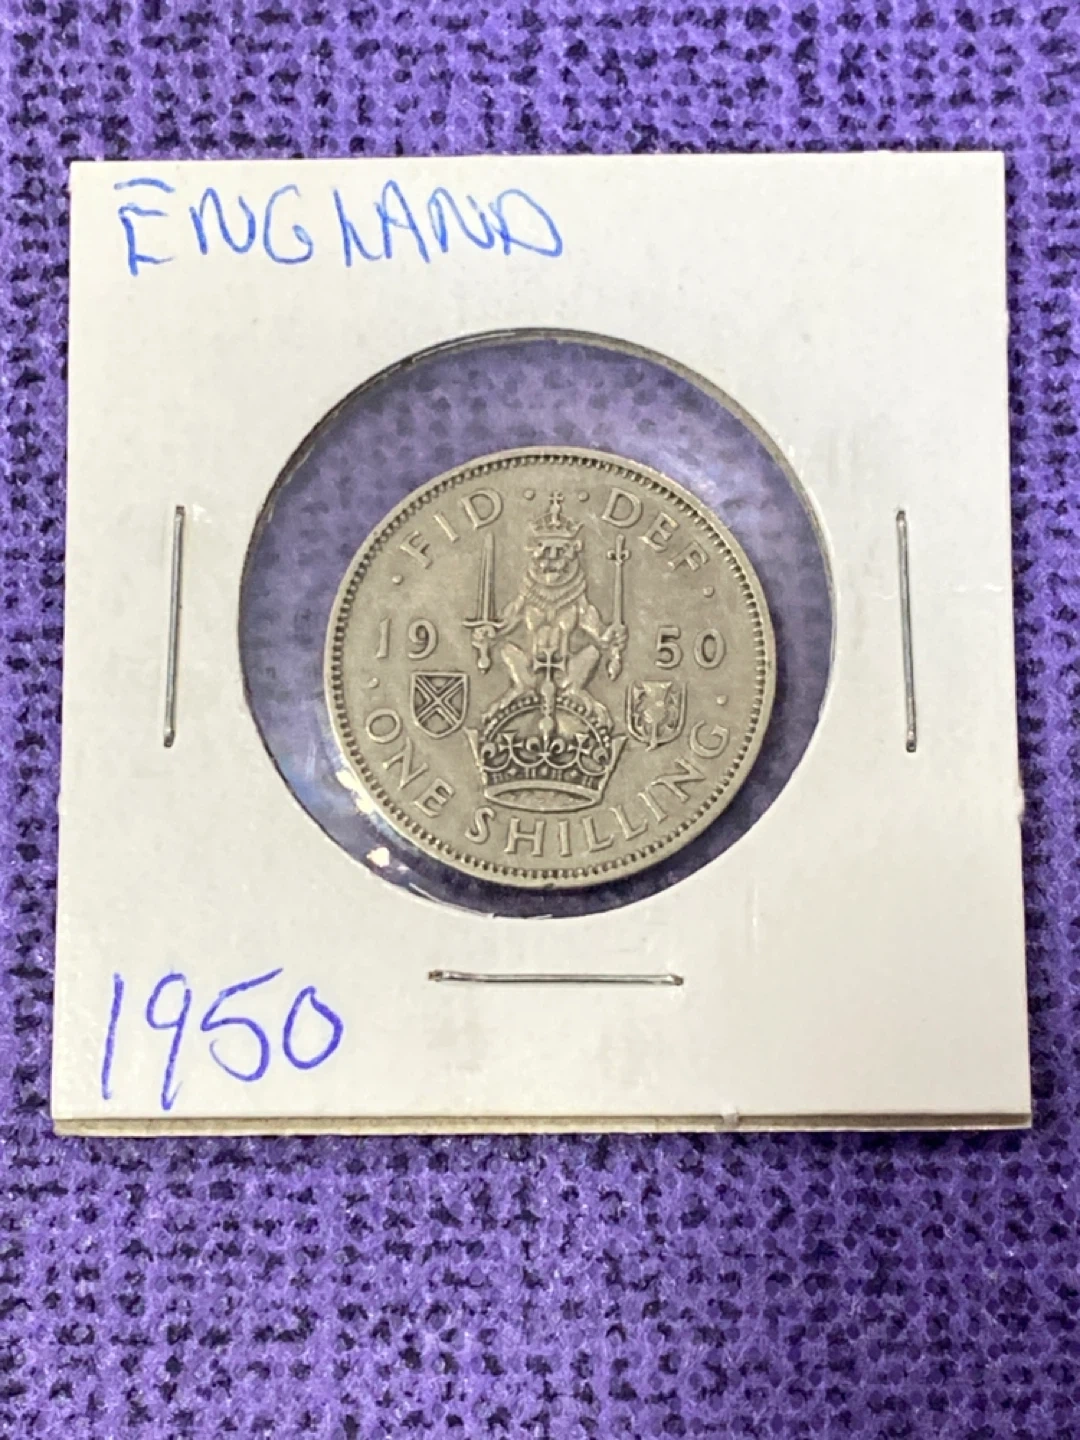 ENGLAND
· FID · · DEF ·
19 50
· ONE SHILLING ·
1950